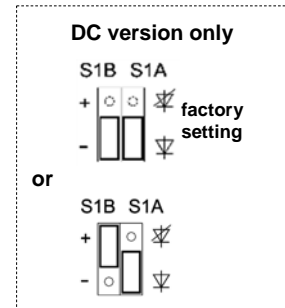 DC version only
S1B S1A
+ factory
- setting
or
S1B S1A
+
-